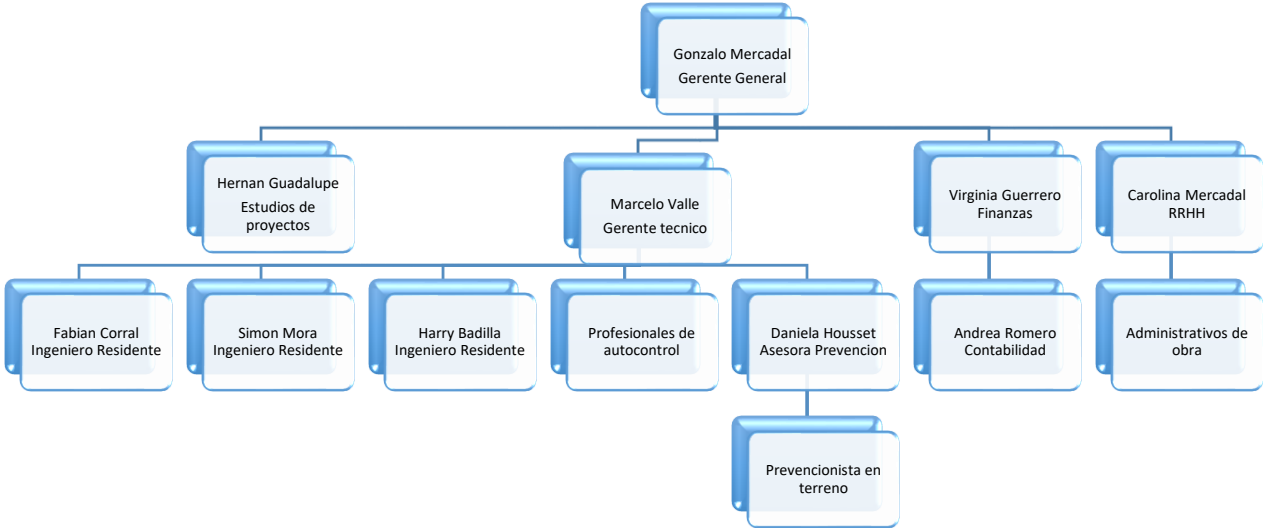 Gonzalo Mercadal
Gerente General
Hernan Guadalupe
Estudios de
proyectos
Marcelo Valle
Gerente tecnico
Virginia Guerrero
Finanzas
Carolina Mercadal
RRHH
Fabian Corral
Ingeniero Residente
Simon Mora
Ingeniero Residente
Harry Badilla
Ingeniero Residente
Profesionales de
autocontrol
Daniela Housset
Asesora Prevencion
Andrea Romero
Contabilidad
Administrativos de
obra
Prevencionista en
terreno